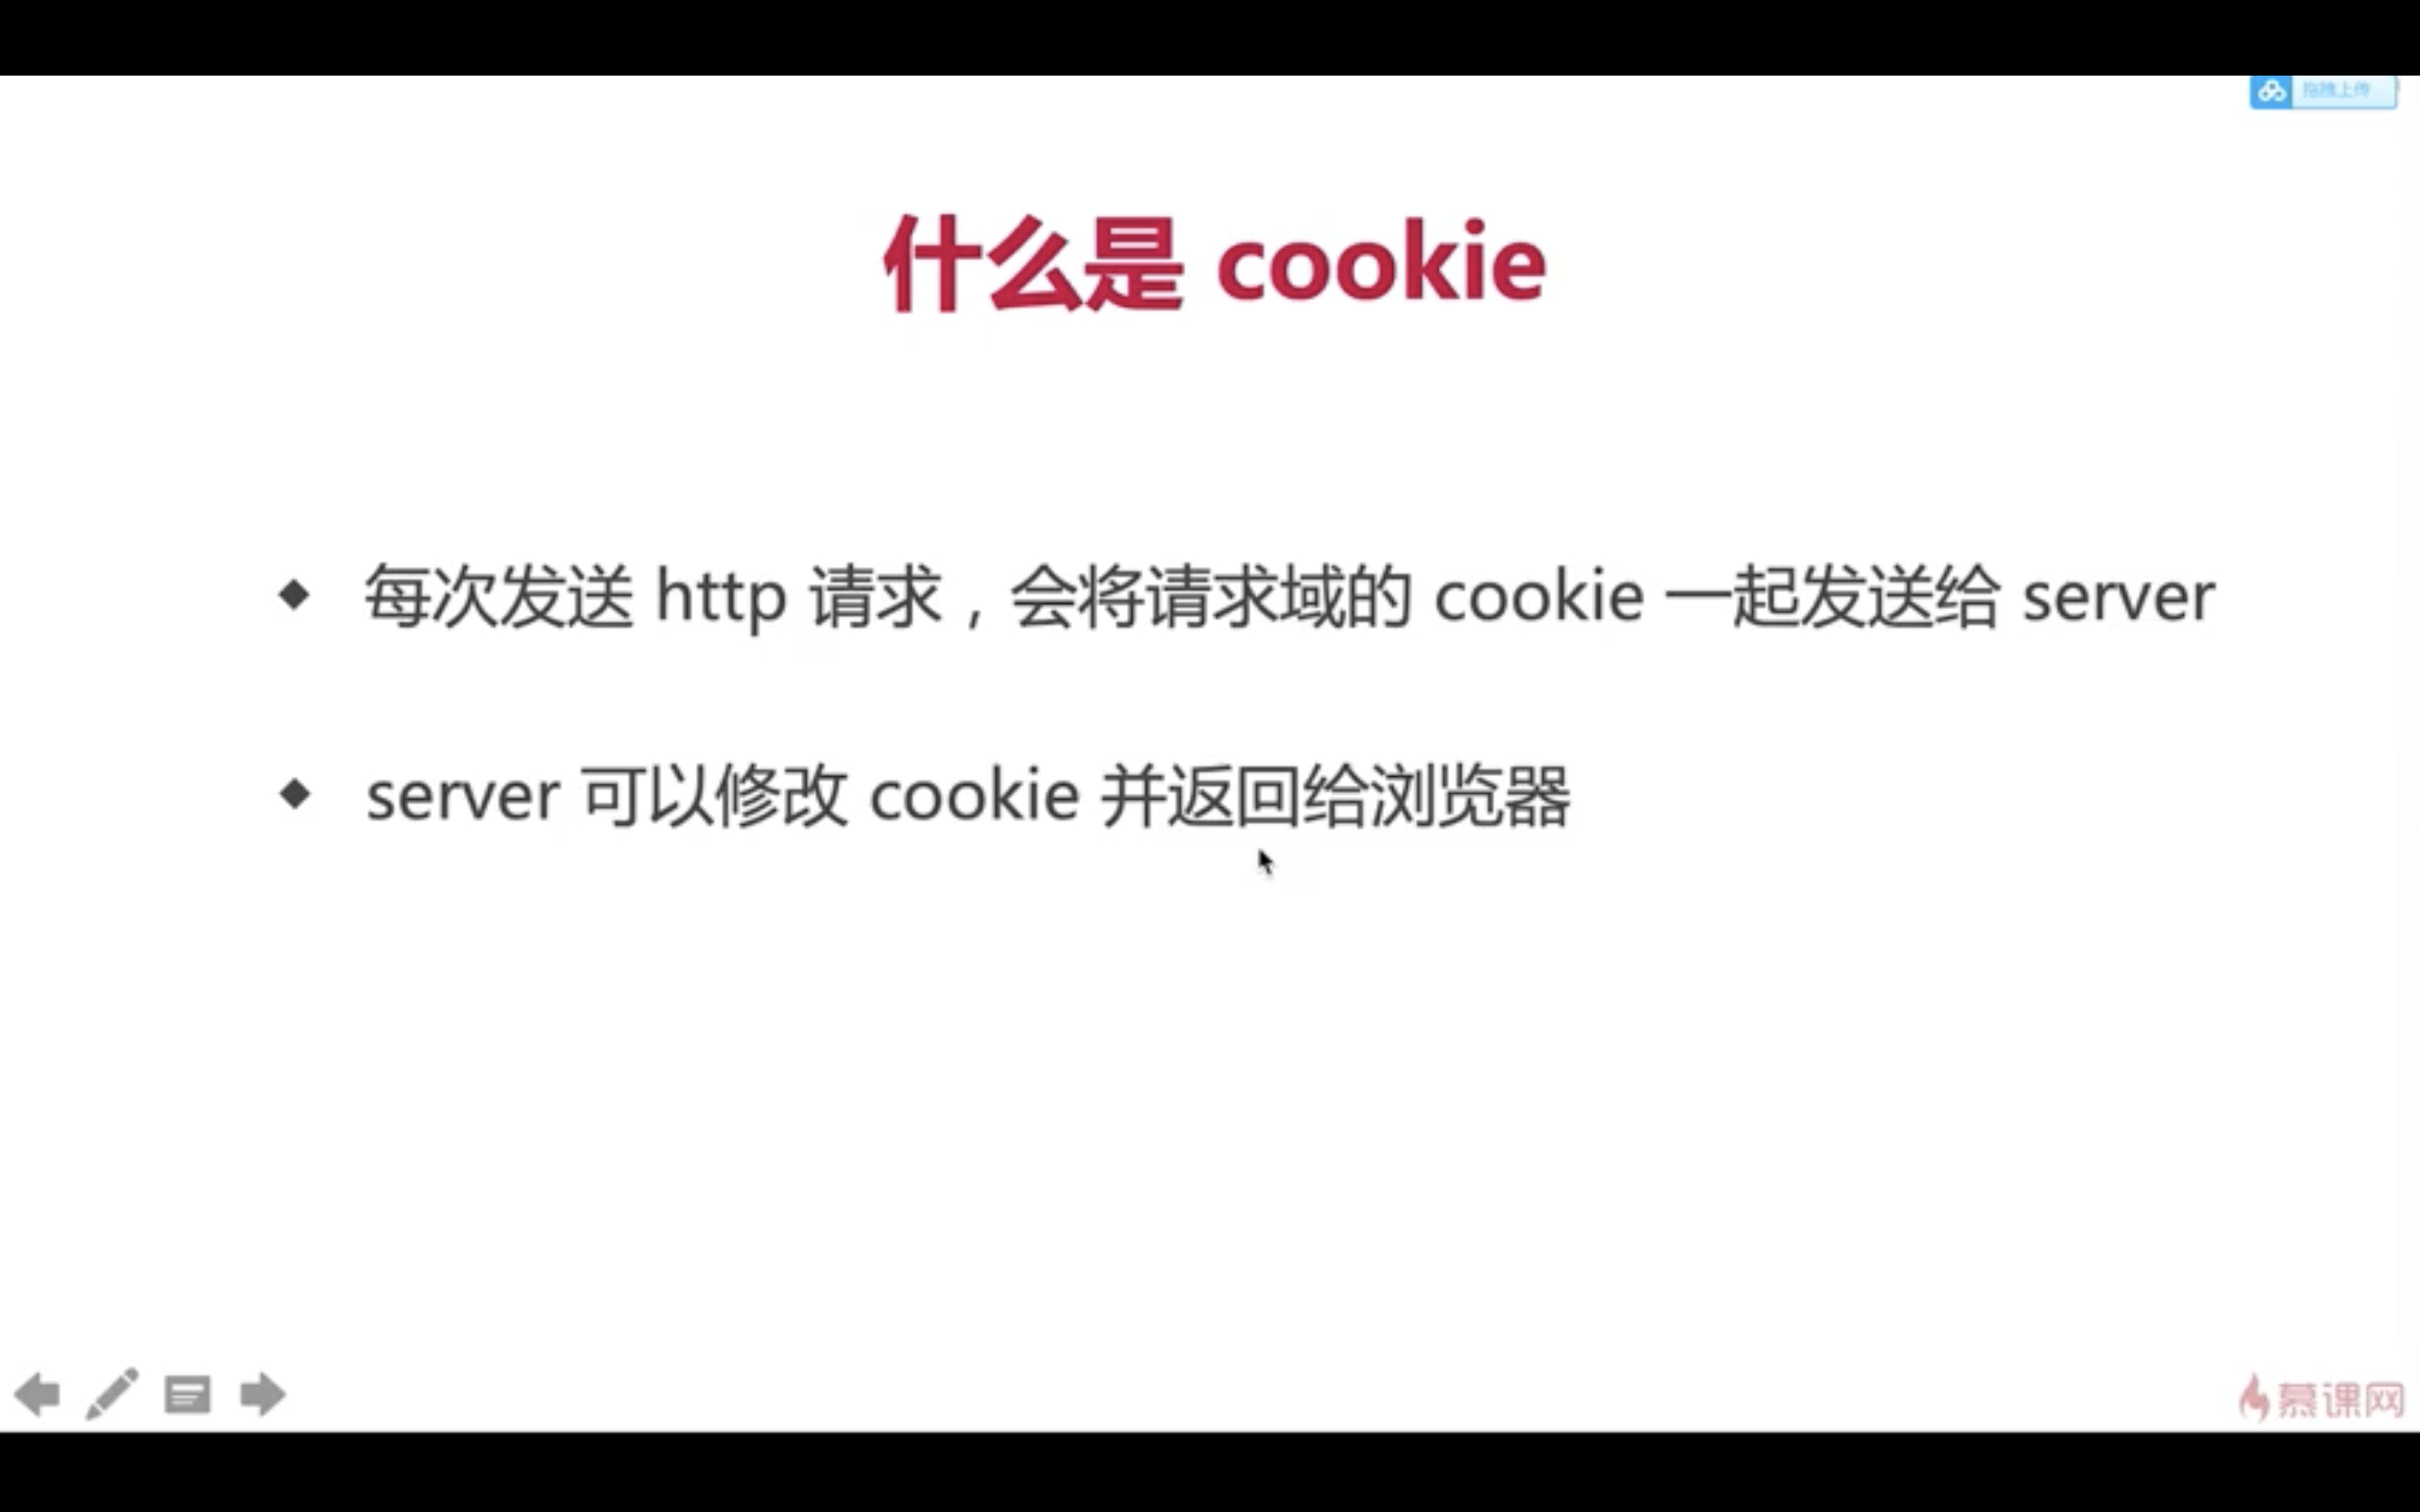 拖拽上传
什么是 cookie
◆ 每次发送 http 请求，会将请求域的 cookie 一起发送给 server
◆ server 可以修改 cookie 并返回给浏览器
慕课网